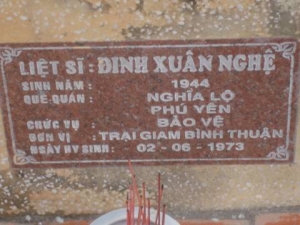 LIỆT SĨ : ĐINH XUÂN NGHỆ
SINH NĂM : 1944
QUÊ QUÁN : NGHĨA LỘ
PHÚ YÊN
CHỨC VỤ : BẢO VỆ
ĐƠN VỊ : TRẠI GIAM BÌNH THUẬN
NGÀY HY SINH : 02 - 06 - 1973